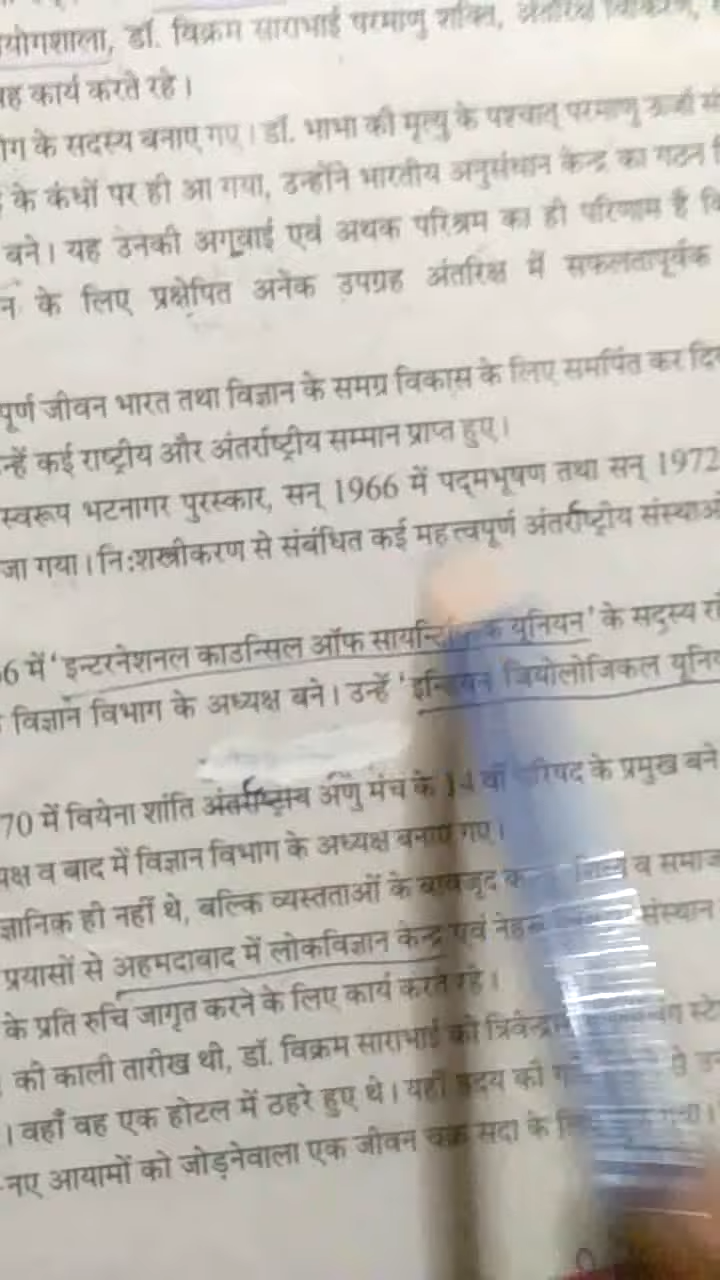 योगशाला, डॉ. विक्रम साराभाई परमाणु शक्ति, अंतरिक्ष
यह कार्य करते रहे।
ोग के सदस्य बनाए गए। डॉ. भाभा की मृत्यु के पश्चात् परमाणु ऊर्जा
के कंधों पर ही आ गया, उन्होंने भारतीय अनुसंधान केन्द्र का गठन
बने। यह उनकी अगुवाई एवं अथक परिश्रम का ही परिणाम है
न के लिए प्रक्षेपित अनेक उपग्रह अंतरिक्ष में सफलतापूर्वक
पूर्ण जीवन भारत तथा विज्ञान के समग्र विकास के लिए समर्पित कर
न्हें कई राष्ट्रीय और अंतर्राष्ट्रीय सम्मान प्राप्त हुए।
स्वरूप भटनागर पुरस्कार, सन् 1966 में पद्मभूषण तथा सन् 1972
जा गया। नि:शस्त्रीकरण से संबंधित कई महत्त्वपूर्ण अंतर्राष्ट्रीय संस्थाओं
6 में 'इन्टरनेशनल काउन्सिल ऑफ यूनियन' के सदस्य
विज्ञान विभाग के अध्यक्ष बने। उन्हें जियोलोजिकल
70 में वियेना शांति अणु मंच के 14 के प्रमुख बने
यक्ष व बाद में विज्ञान विभाग के अध्यक्ष बनाए गए।
ज्ञानिक ही नहीं थे, बल्कि व्यस्तताओं के बावजूद व समाज
प्रयासों से अहमदाबाद में लोकविज्ञान केन्द्र एवं संस्थान
के प्रति रुचि जागृत करने के लिए कार्य करते रहे।
की काली तारीख थी, डॉ. विक्रम साराभाई को
। वहाँ वह एक होटल में ठहरे हुए थे। यहीं हृदय की
नए आयामों को जोड़नेवाला एक जीवन चक्र सदा के